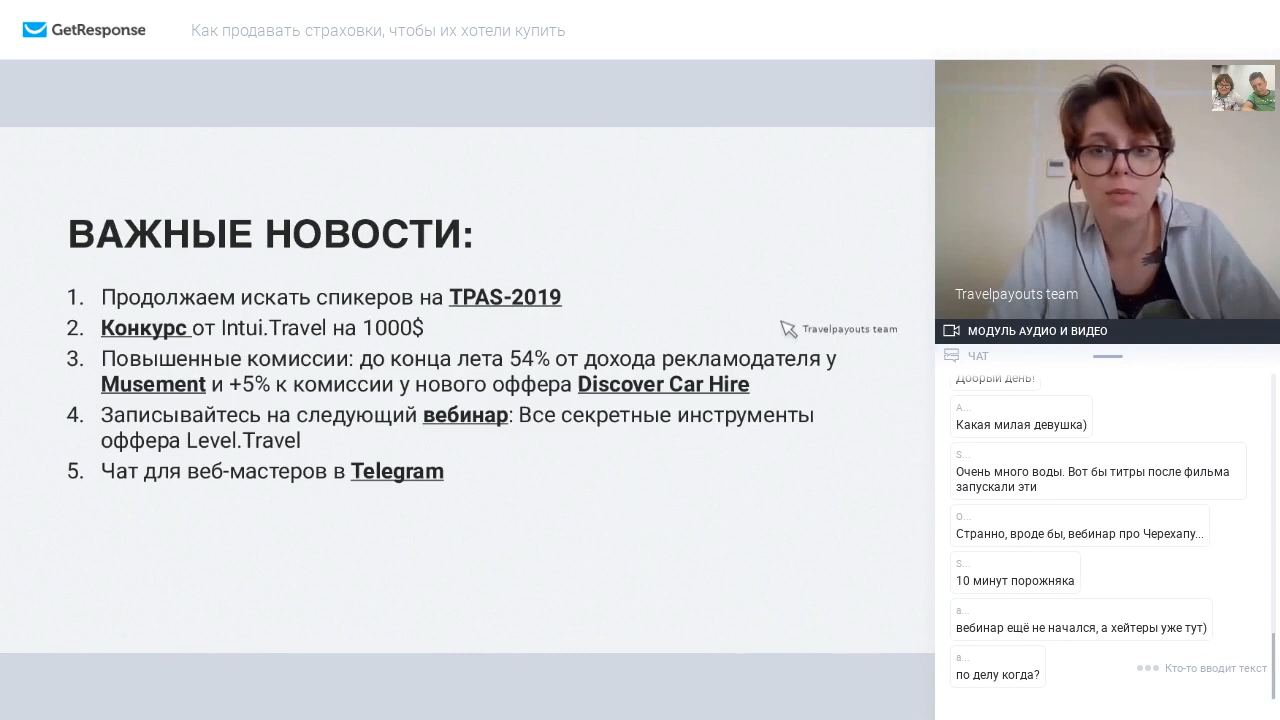 GetResponse
Как продавать страховки, чтобы их хотели купить
ВАЖНЫЕ НОВОСТИ:
1. Продолжаем искать спикеров на TPAS-2019
2. Конкурс от Intui.Travel на 1000$
3. Повышенные комиссии: до конца лета 54% от дохода рекламодателя у
Musement и +5% к комиссии у нового оффера Discover Car Hire
4. Записывайтесь на следующий вебинар: Все секретные инструменты
оффера Level.Travel
5. Чат для веб-мастеров в Telegram
Travelpayouts team
Travelpayouts team
МОДУЛЬ АУДИО И ВИДЕО
ЧАТ
Добрый день!
А...
Какая милая девушка)
S...
Очень много воды. Вот бы титры после фильма
запускали эти
О...
Странно, вроде бы, вебинар про Черехапу...
S...
10 минут порожняка
а...
вебинар ещё не начался, а хейтеры уже тут)
а...
по делу когда?
Кто-то вводит текст